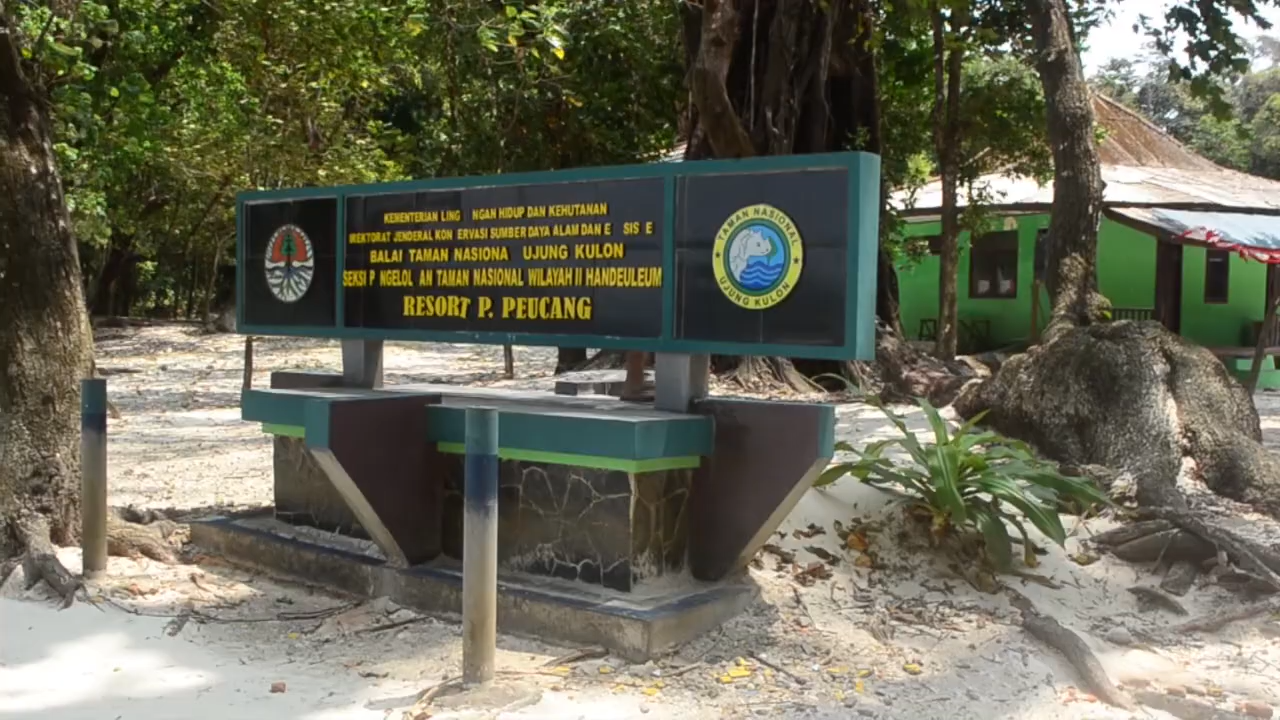 KEMENTERIAN LING NGAN HIDUP DAN KEHUTANAN
IREKTORAT JENDERAL KON ERVASI SUMBER DAYA ALAM DAN E SIS E
BALAI TAMAN NASIONA UJUNG KULON
SEKSI P NGELOL AN TAMAN NASIONAL WILAYAH II HANDEULEUM
RESORT P. PEUCANG
TAMAN NASIONAL
UJUNG KULON